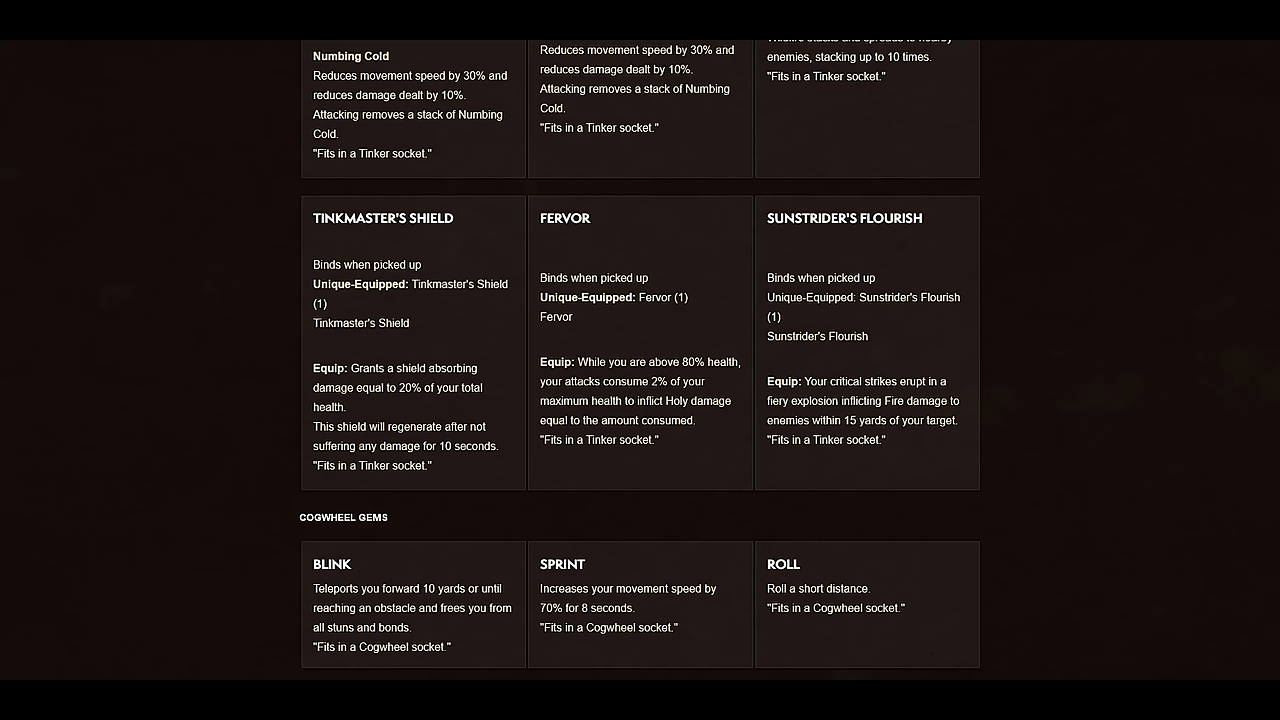 Numbing Cold
Reduces movement speed by 30% and
reduces damage dealt by 10%.
Attacking removes a stack of Numbing
Cold.
"Fits in a Tinker socket."
Reduces movement speed by 30% and
reduces damage dealt by 10%.
Attacking removes a stack of Numbing
Cold.
"Fits in a Tinker socket."
enemies, stacking up to 10 times.
"Fits in a Tinker socket."
TINKMASTER'S SHIELD
Binds when picked up
Unique-Equipped: Tinkmaster's Shield
(1)
Tinkmaster's Shield
Equip: Grants a shield absorbing
damage equal to 20% of your total
health.
This shield will regenerate after not
suffering any damage for 10 seconds.
"Fits in a Tinker socket."
FERVOR
Binds when picked up
Unique-Equipped: Fervor (1)
Fervor
Equip: While you are above 80% health,
your attacks consume 2% of your
maximum health to inflict Holy damage
equal to the amount consumed.
"Fits in a Tinker socket."
SUNSTRIDER'S FLOURISH
Binds when picked up
Unique-Equipped: Sunstrider's Flourish
(1)
Sunstrider's Flourish
Equip: Your critical strikes erupt in a
fiery explosion inflicting Fire damage to
enemies within 15 yards of your target.
"Fits in a Tinker socket."
COGWHEEL GEMS
BLINK
Teleports you forward 10 yards or until
reaching an obstacle and frees you from
all stuns and bonds.
"Fits in a Cogwheel socket."
SPRINT
Increases your movement speed by
70% for 8 seconds.
"Fits in a Cogwheel socket."
ROLL
Roll a short distance.
"Fits in a Cogwheel socket."